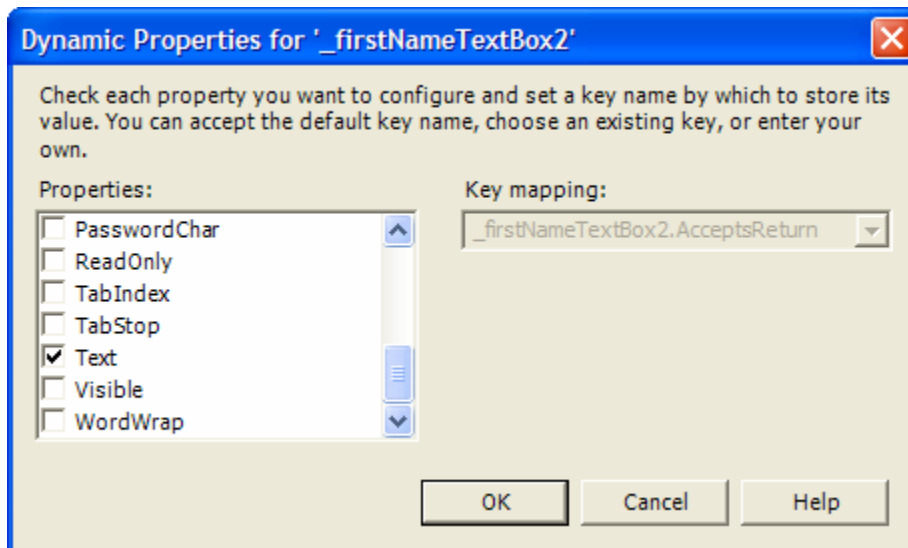 Dynamic Properties for '_firstNameTextBox2'
Check each property you want to configure and set a key name by which to store its
value. You can accept the default key name, choose an existing key, or enter your
own.
Properties:
Key mapping:
PasswordChar
_firstNameTextBox2.AcceptsReturn
ReadOnly
TabIndex
TabStop
Text
Visible
WordWrap
OK
Cancel
Help